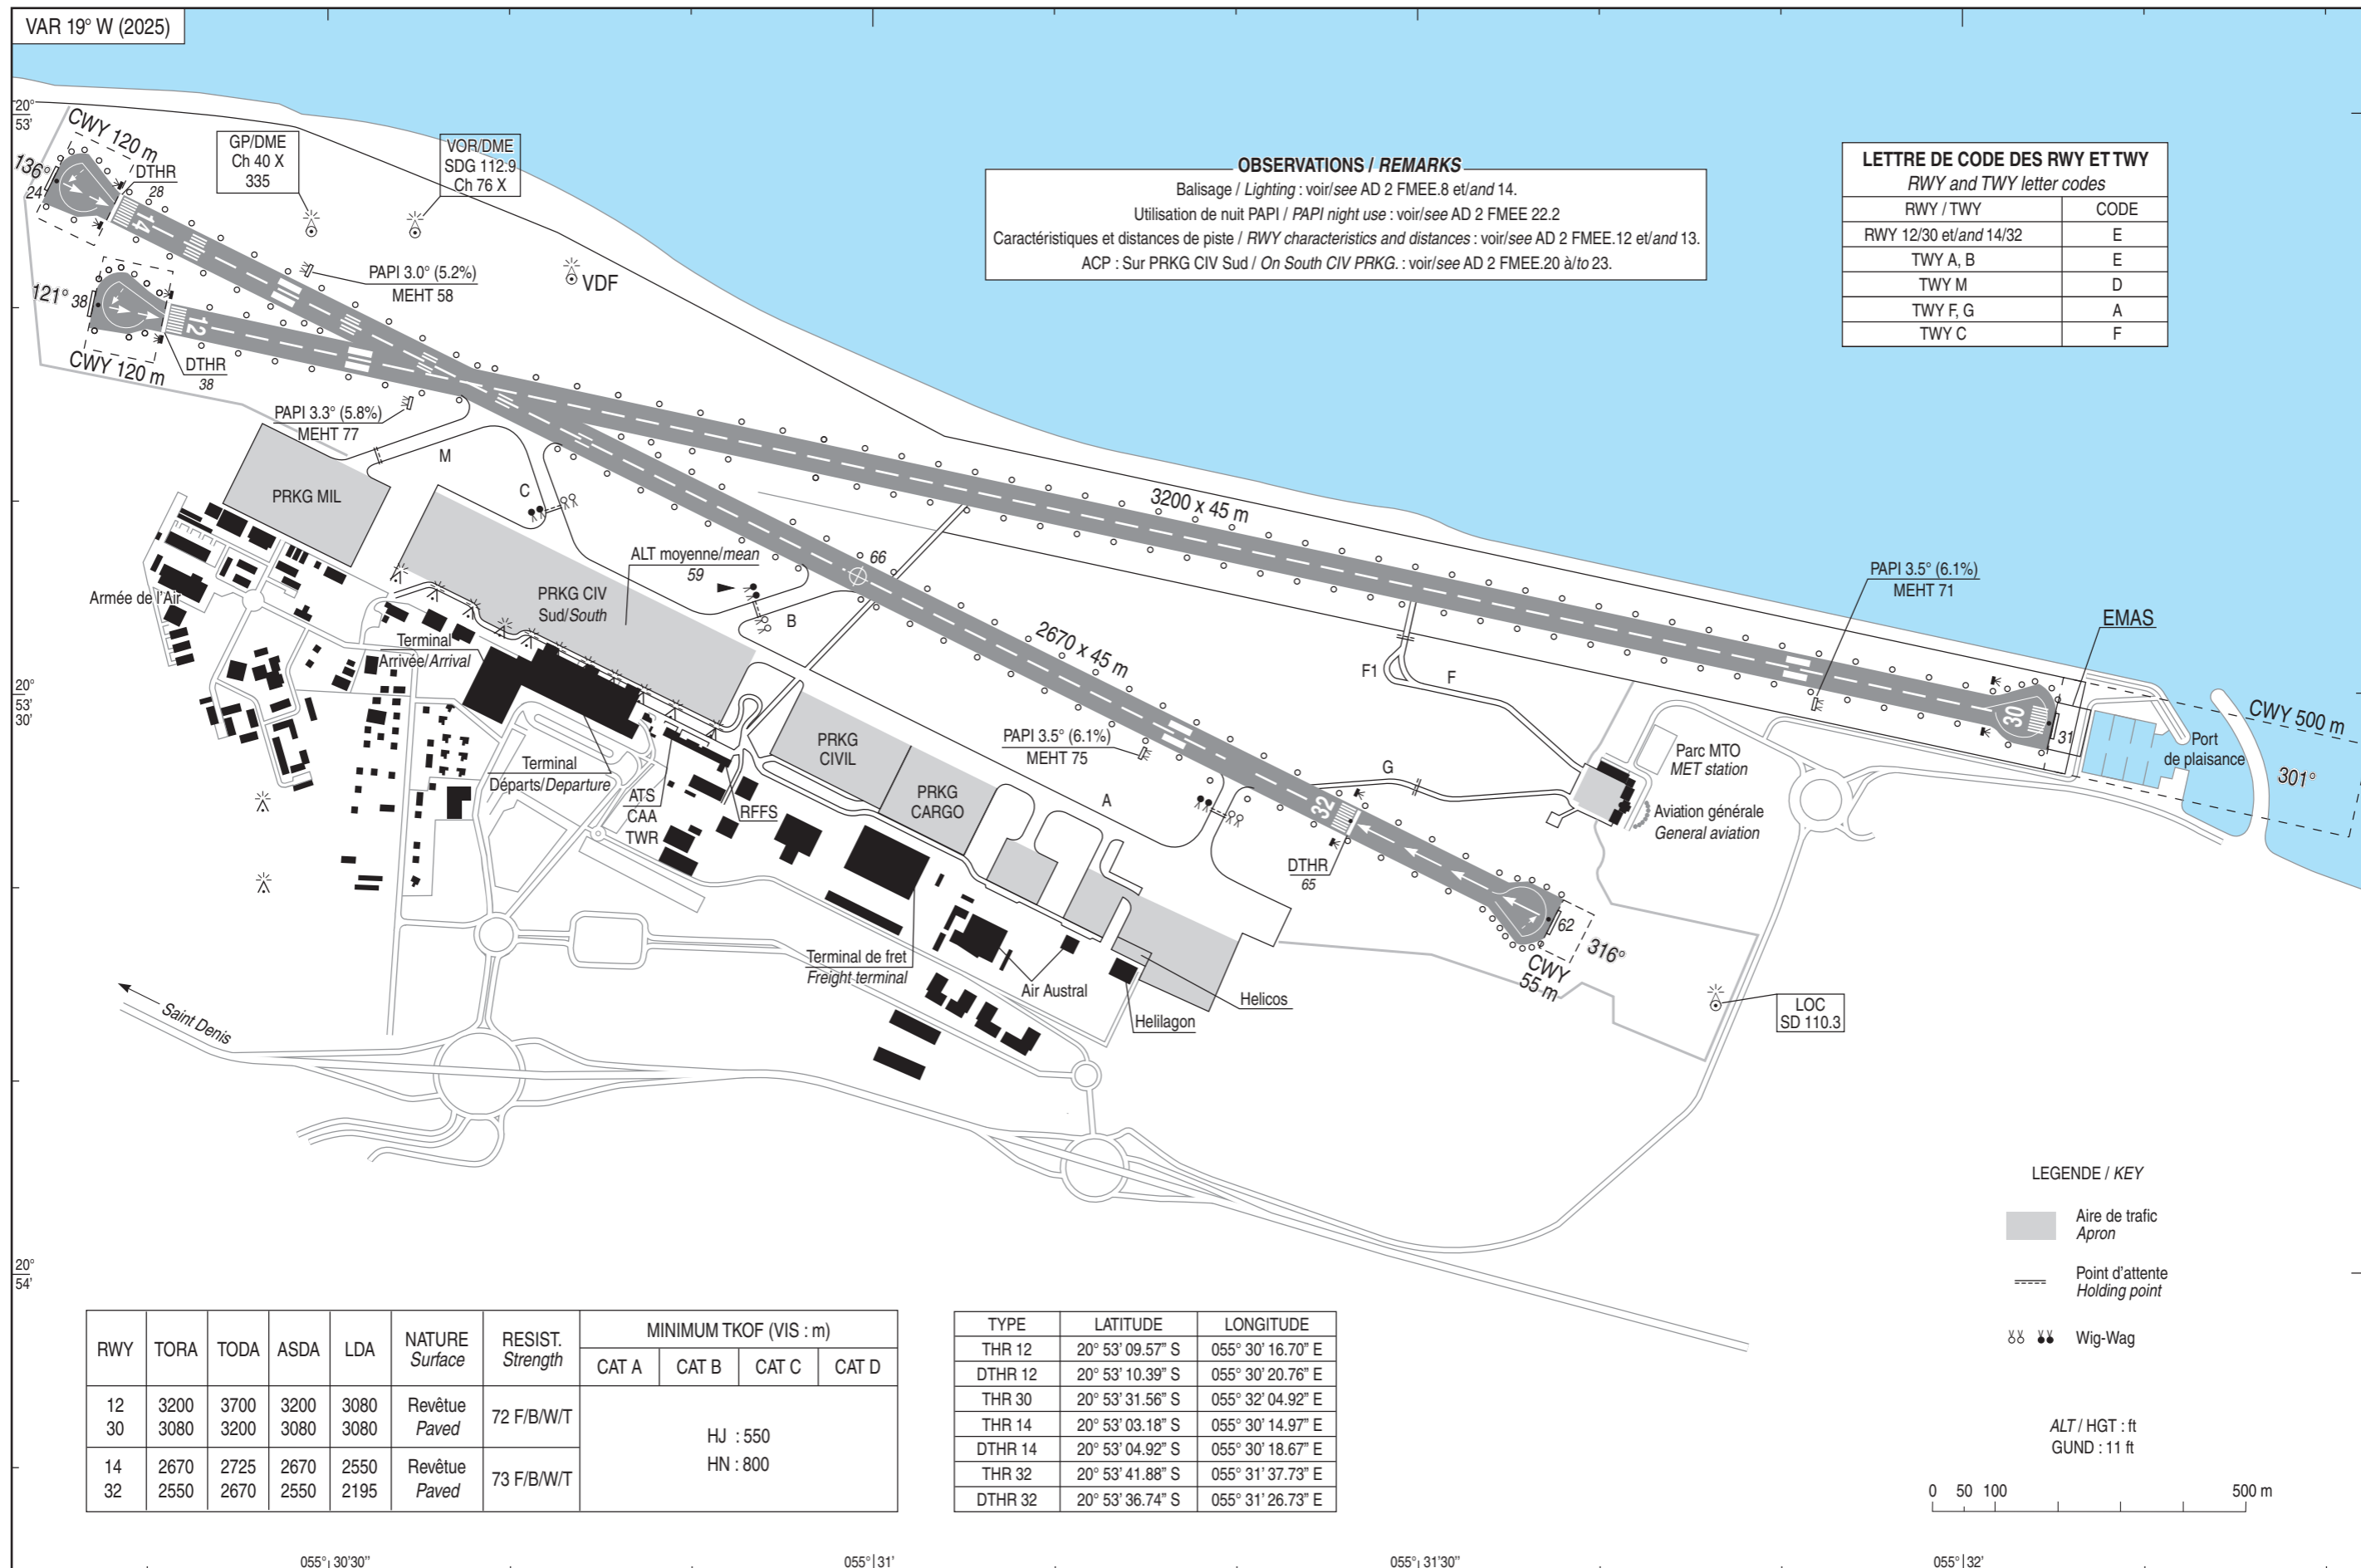 VAR 19° W (2025)
20°
53'
CWY 120 m
136°
24
DTHR
28
14
GP/DME
Ch 40 X
335
VOR/DME
SDG 112.9
Ch 76 X
VDF
PAPI 3.0° (5.2%)
MEHT 58
121°
38
12
CWY 120 m
DTHR
38
PAPI 3.3° (5.8%)
MEHT 77
OBSERVATIONS / REMARKS
Balisage / Lighting : voir/see AD 2 FMEE.8 et/and 14.
Utilisation de nuit PAPI / PAPI night use : voir/see AD 2 FMEE 22.2
Caractéristiques et distances de piste / RWY characteristics and distances : voir/see AD 2 FMEE.12 et/and 13.
ACP : Sur PRKG CIV Sud / On South CIV PRKG. : voir/see AD 2 FMEE.20 à/to 23.
LETTRE DE CODE DES RWY ET TWY
RWY and TWY letter codes
RWY / TWY CODE
RWY 12/30 et/and 14/32 E
TWY A, B E
TWY M D
TWY F, G A
TWY C F
PRKG MIL
M
C
3200 x 45 m
ALT moyenne/mean
59
66
PRKG CIV
Sud/South
B
Armée de l'Air
Terminal
Arrivée/Arrival
2670 x 45 m
F1
F
PAPI 3.5° (6.1%)
MEHT 71
EMAS
20°
53'
30'
30
31
CWY 500 m
Port
de plaisance
301°
PAPI 3.5° (6.1%)
MEHT 75
PRKG
CIVIL
PRKG
CARGO
A
G
32
Parc MTO
MET station
Aviation générale
General aviation
Terminal
Départs/Departure
ATS
CAA
TWR
RFFS
DTHR
65
62
316°
CWY
55 m
Terminal de fret
Freight terminal
Air Austral
Helicos
Helilagon
LOC
SD 110.3
Saint Denis
20°
54'
LEGENDE / KEY
Aire de trafic
Apron
Point d'attente
Holding point
Wig-Wag
ALT / HGT : ft
GUND : 11 ft
0 50 100 500 m
RWY TORA TODA ASDA LDA NATURE Surface RESIST. Strength MINIMUM TKOF (VIS : m)
CAT A CAT B CAT C CAT D
12 3200 3700 3200 3080 Revêtue
30 3080 3200 3080 3080 Paved
72 F/B/W/T
14 2670 2725 2670 2550 Revêtue
32 2550 2670 2550 2195 Paved
73 F/B/W/T
HJ : 550
HN : 800
TYPE LATITUDE LONGITUDE
THR 12 20° 53' 09.57" S 055° 30' 16.70" E
DTHR 12 20° 53' 10.39" S 055° 30' 20.76" E
THR 30 20° 53' 31.56" S 055° 32' 04.92" E
THR 14 20° 53' 03.18" S 055° 30' 14.97" E
DTHR 14 20° 53' 04.92" S 055° 30' 18.67" E
THR 32 20° 53' 41.88" S 055° 31' 37.73" E
DTHR 32 20° 53' 36.74" S 055° 31' 26.73" E
055° 30'30"
055° 31'
055° 31'30"
055° 32'